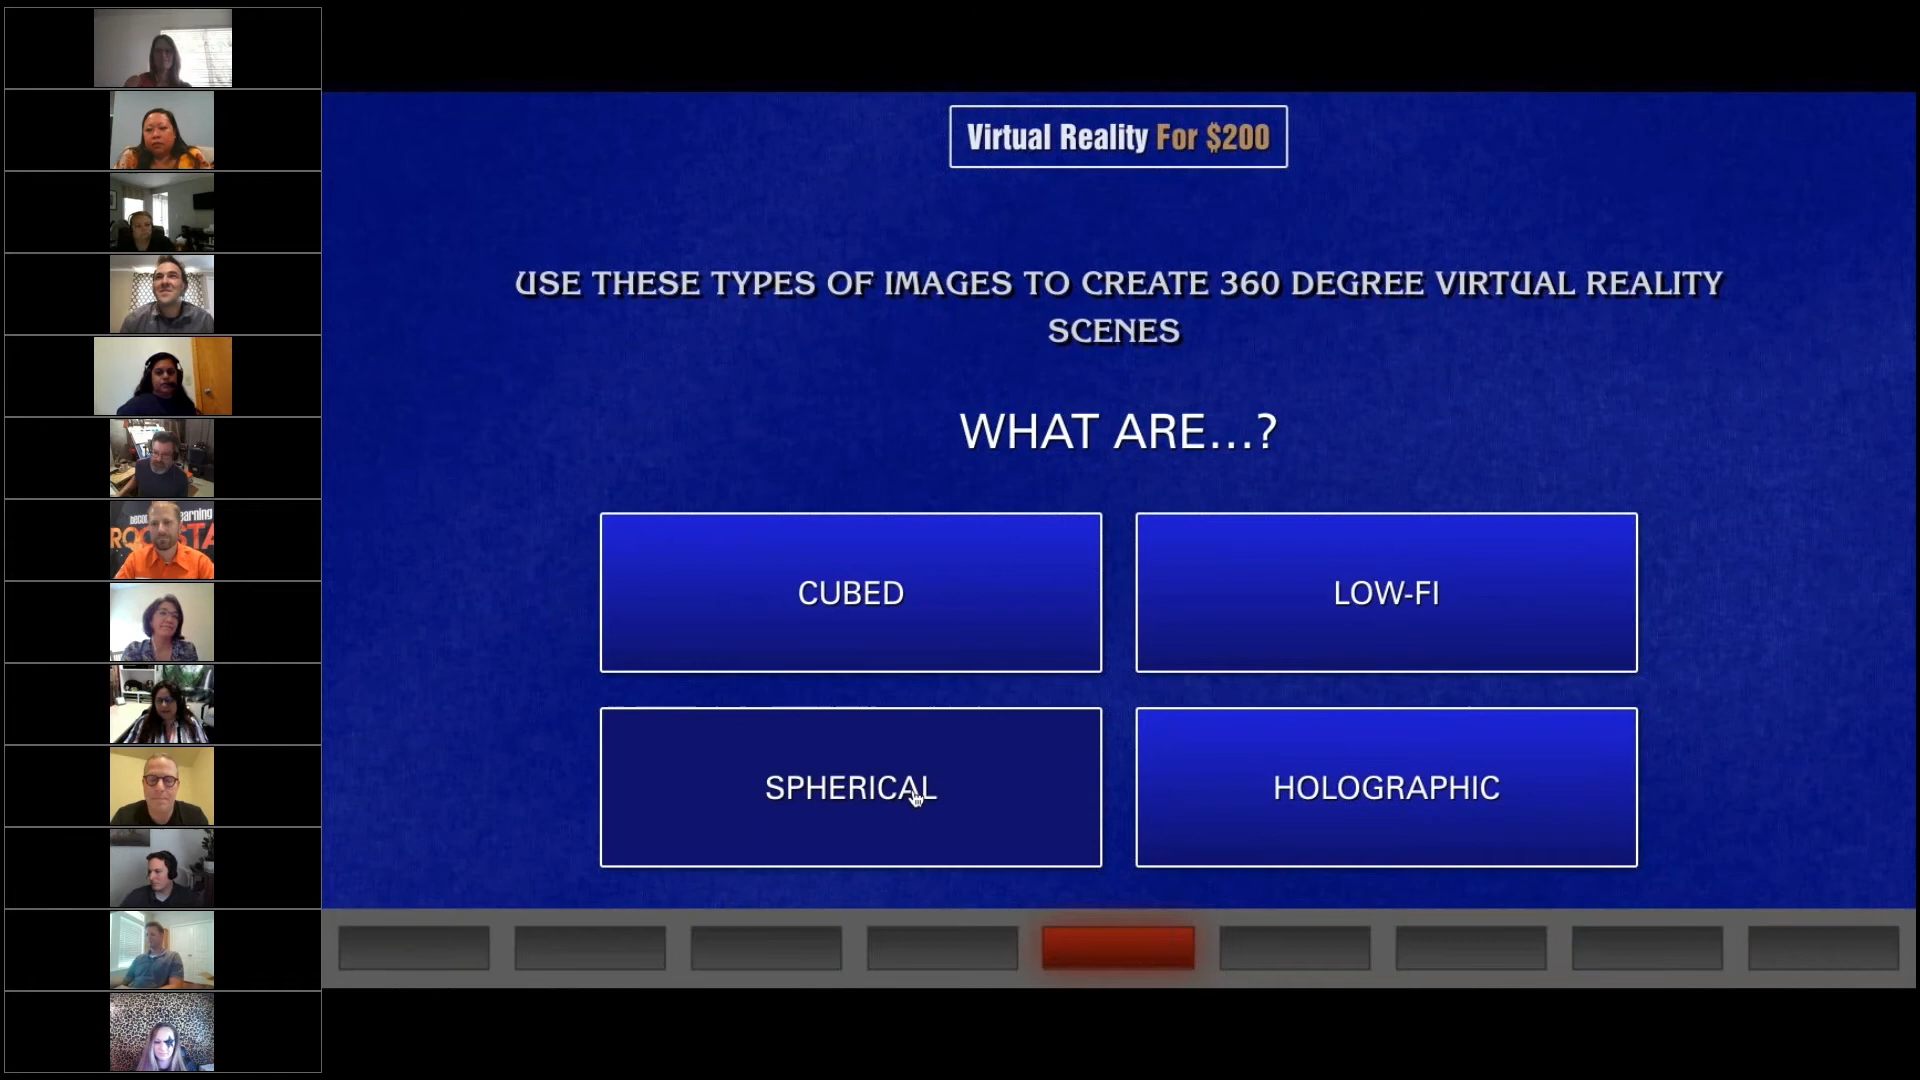 Virtual Reality For $200
USE THESE TYPES OF IMAGES TO CREATE 360 DEGREE VIRTUAL REALITY
SCENES
WHAT ARE...?
CUBED
LOW-FI
SPHERICAL
HOLOGRAPHIC